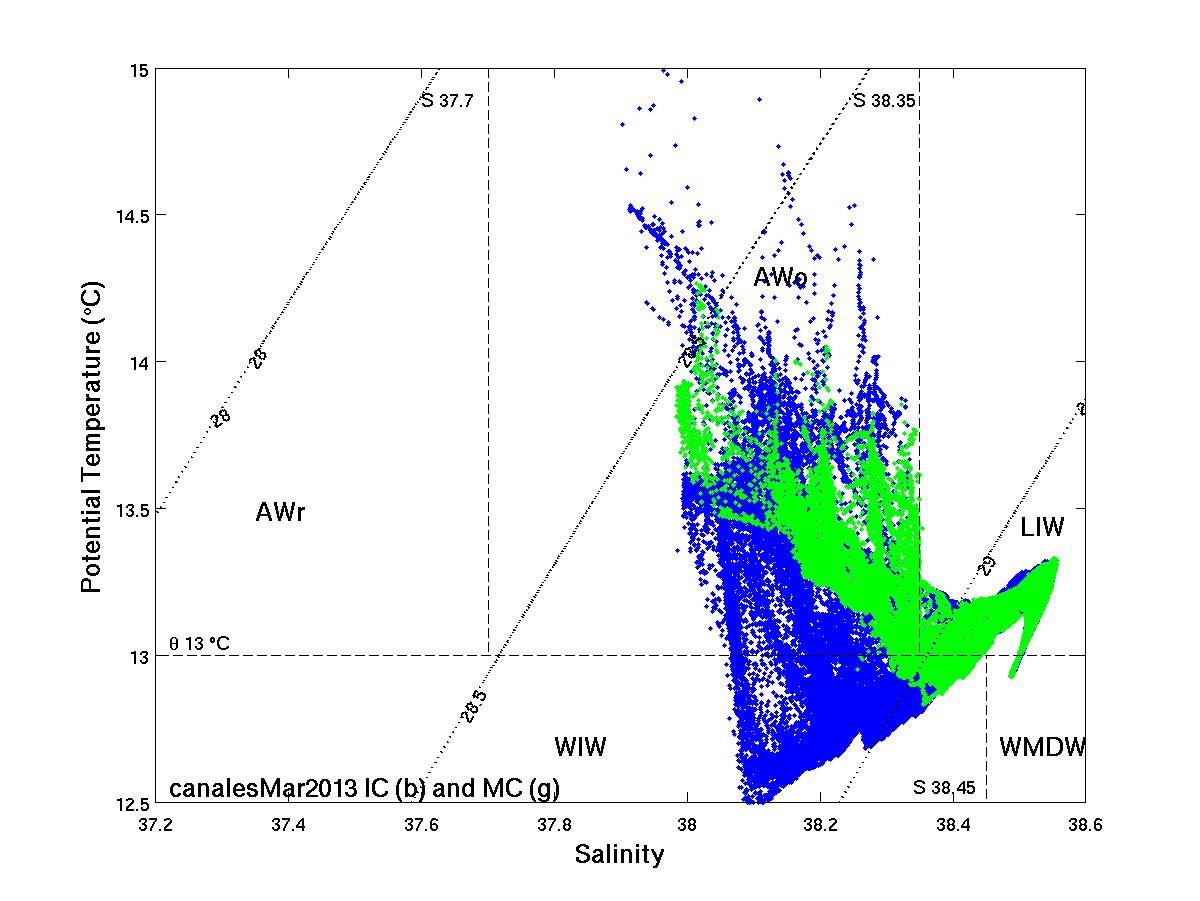 15
S 37.7
S 38.35
14.5
AWo
14
28
28.5
28
13.5
AWr
LIW
29
Potential Temperature (°C)
θ 13 °C
13
28.5
WIW
WMDW
canalesMar2013 IC (b) and MC (g)
S 38.45
12.5
37.2
37.4
37.6
37.8
38
38.2
38.4
38.6
Salinity